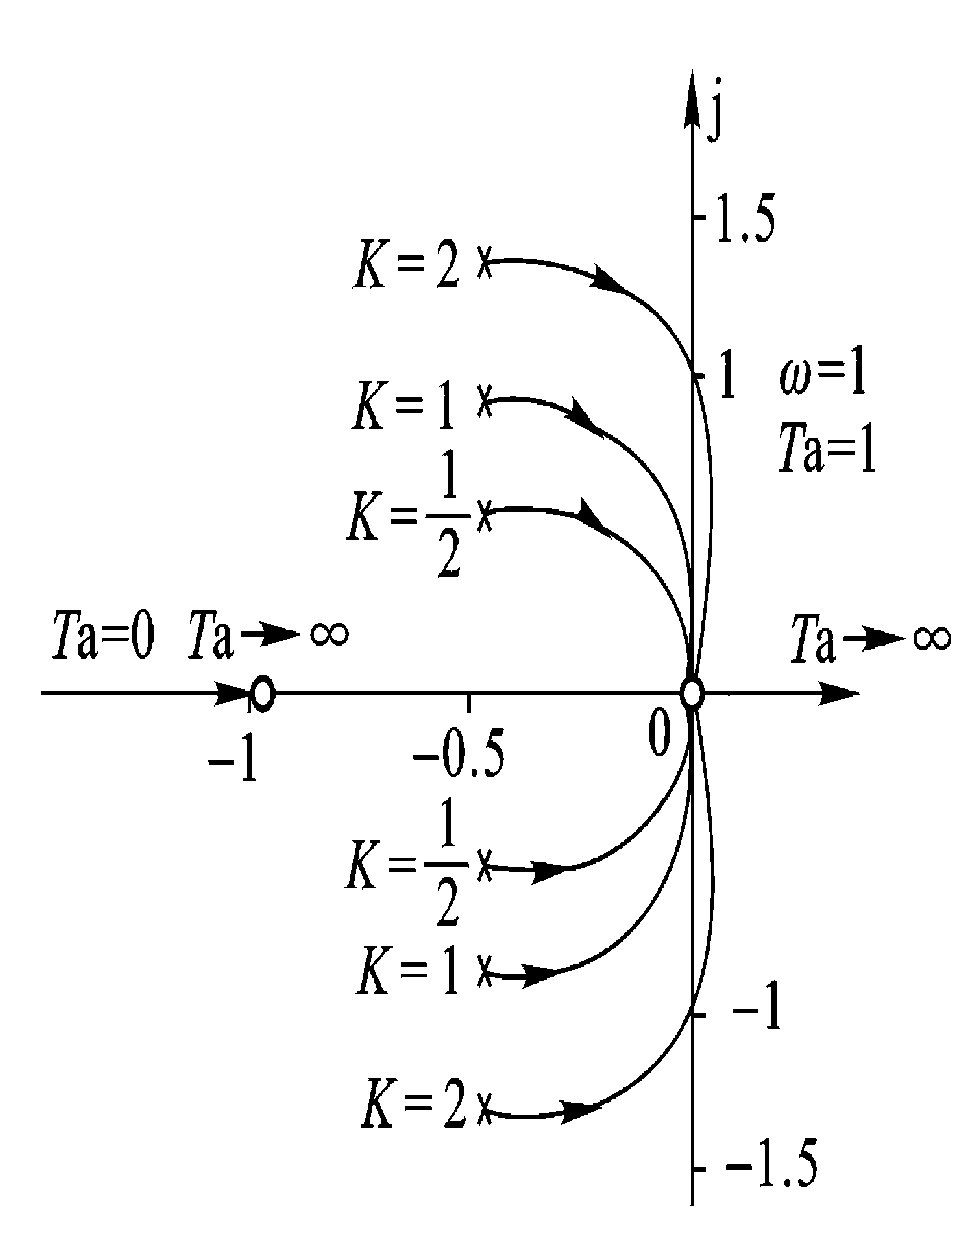 j
1.5
K=2
1 ω=1
K=1
Ta=1
K=1/2
Ta=0 Ta→∞
Ta→∞
-1
-0.5
0
K=1/2
K=1
-1
K=2
-1.5